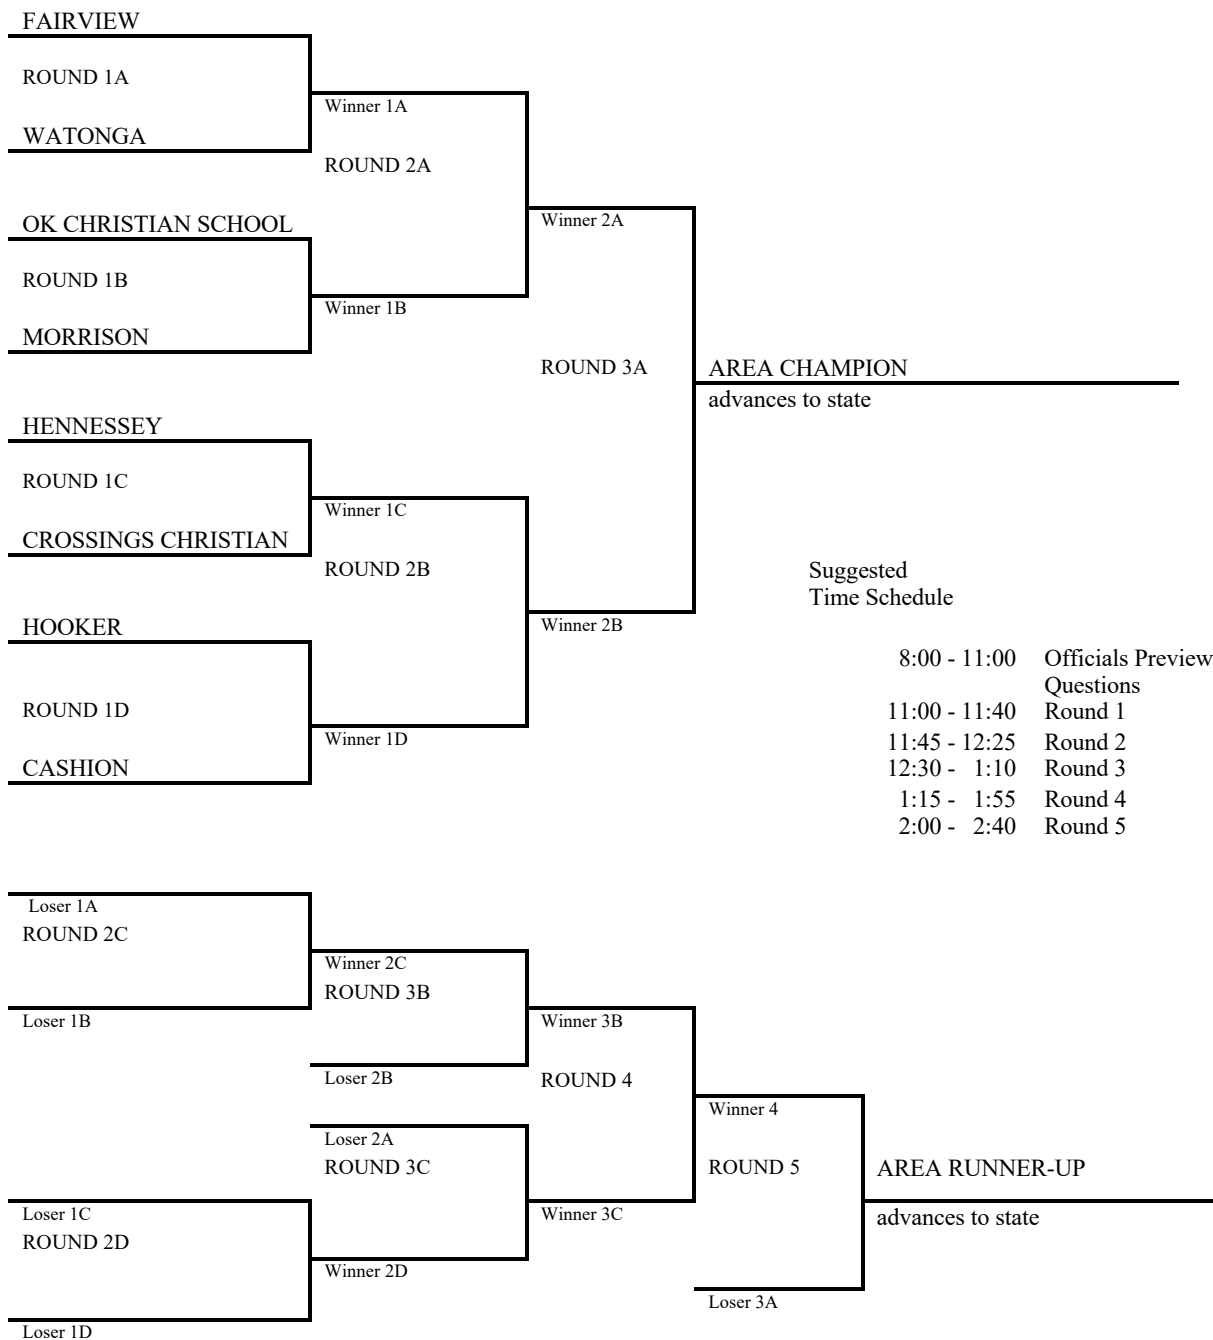 FAIRVIEW
ROUND 1A
Winner 1A
WATONGA
ROUND 2A
OK CHRISTIAN SCHOOL
Winner 2A
ROUND 1B
Winner 1B
MORRISON
ROUND 3A
AREA CHAMPION
advances to state
HENNESSEY
ROUND 1C
Winner 1C
CROSSINGS CHRISTIAN
ROUND 2B
Suggested
Time Schedule
HOOKER
Winner 2B
8:00 - 11:00 Officials Preview
Questions
ROUND 1D
11:00 - 11:40 Round 1
Winner 1D
11:45 - 12:25 Round 2
CASHION
12:30 - 1:10 Round 3
1:15 - 1:55 Round 4
2:00 - 2:40 Round 5
Loser 1A
ROUND 2C
Winner 2C
ROUND 3B
Loser 1B
Winner 3B
Loser 2B
ROUND 4
Winner 4
Loser 2A
ROUND 3C
ROUND 5
AREA RUNNER-UP
Loser 1C
Winner 3C
advances to state
ROUND 2D
Winner 2D
Loser 3A
Loser 1D